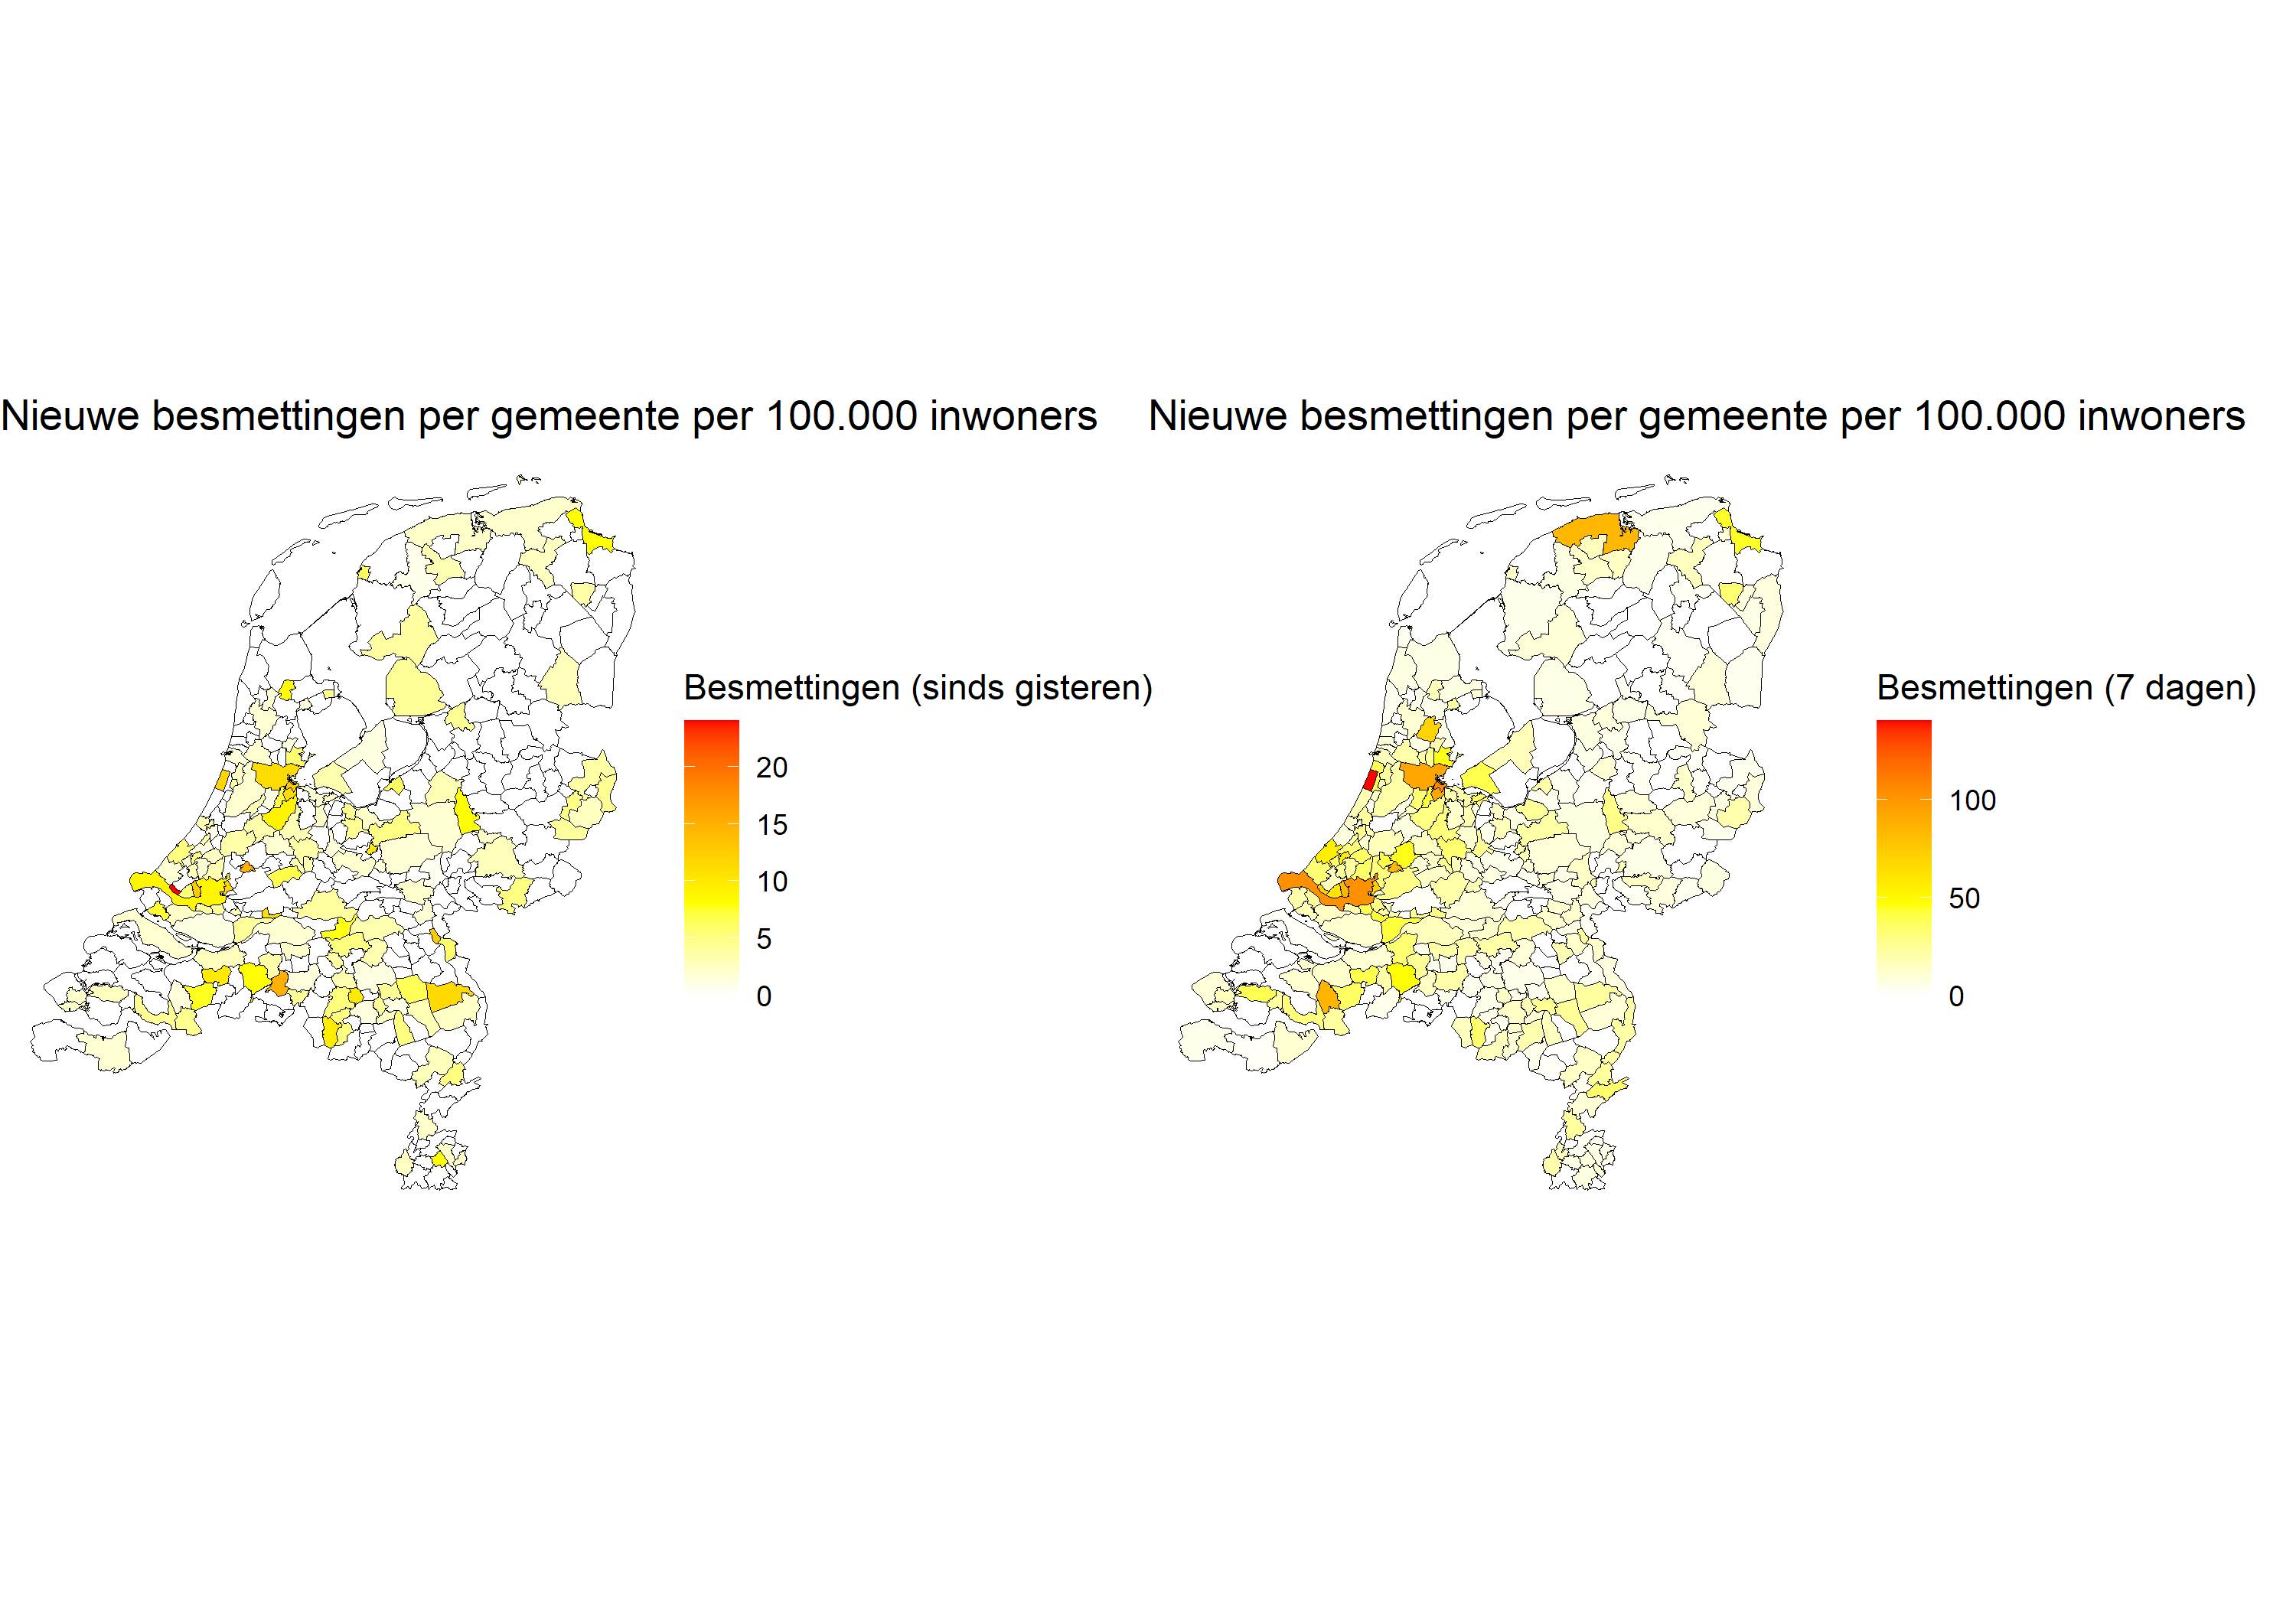 Nieuwe besmettingen per gemeente per 100.000 inwoners
Besmettingen (sinds gisteren)
20
15
10
5
0
Nieuwe besmettingen per gemeente per 100.000 inwoners
Besmettingen (7 dagen)
100
50
0